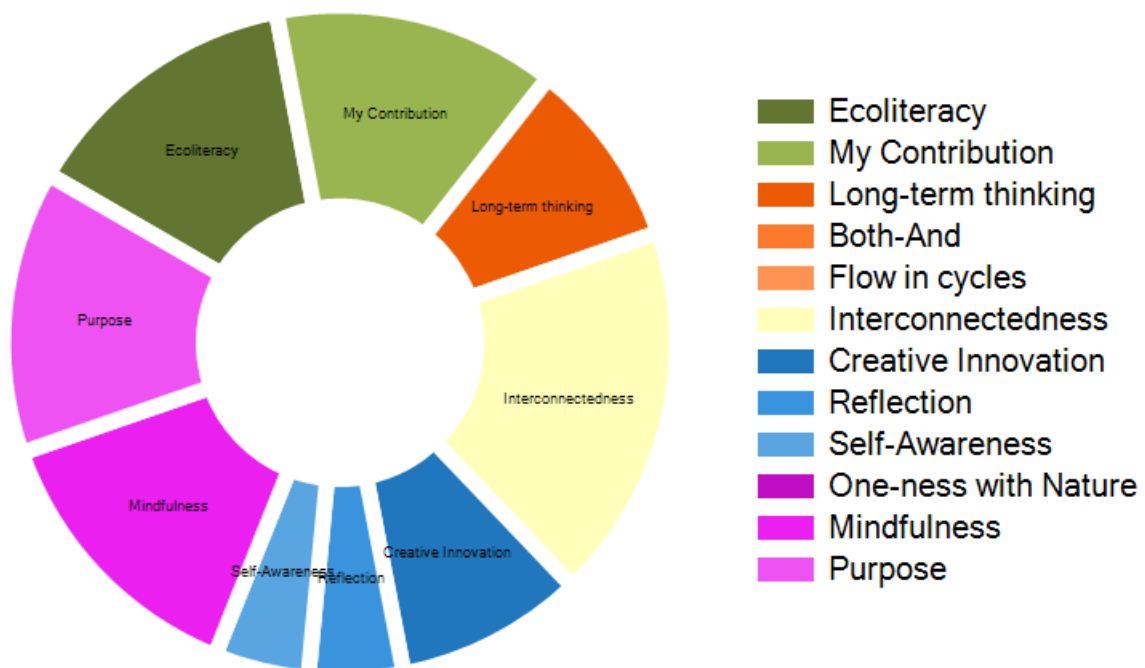 My Contribution
Ecoliteracy
Long-term thinking
Purpose
Interconnectedness
Mindfulness
Creative Innovation
Self-Awareness
Reflection
Ecoliteracy
My Contribution
Long-term thinking
Both-And
Flow in cycles
Interconnectedness
Creative Innovation
Reflection
Self-Awareness
One-ness with Nature
Mindfulness
Purpose